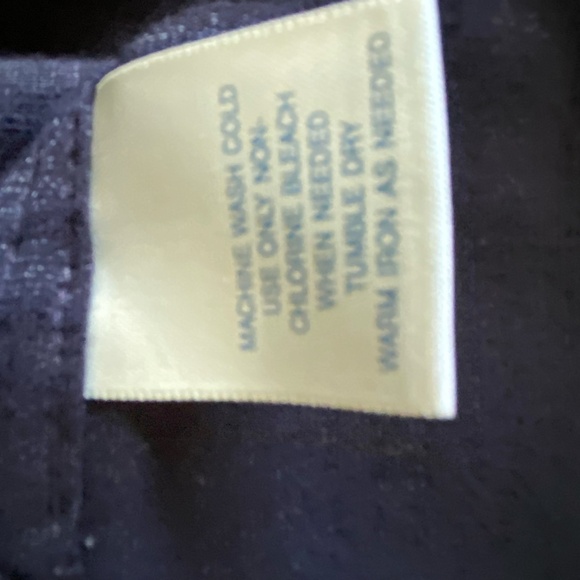 MACHINE WASH COLD
USE ONLY NON-
CHLORINE BLEACH
WHEN NEEDED
TUMBLE DRY
WARM IRON AS NEEDED